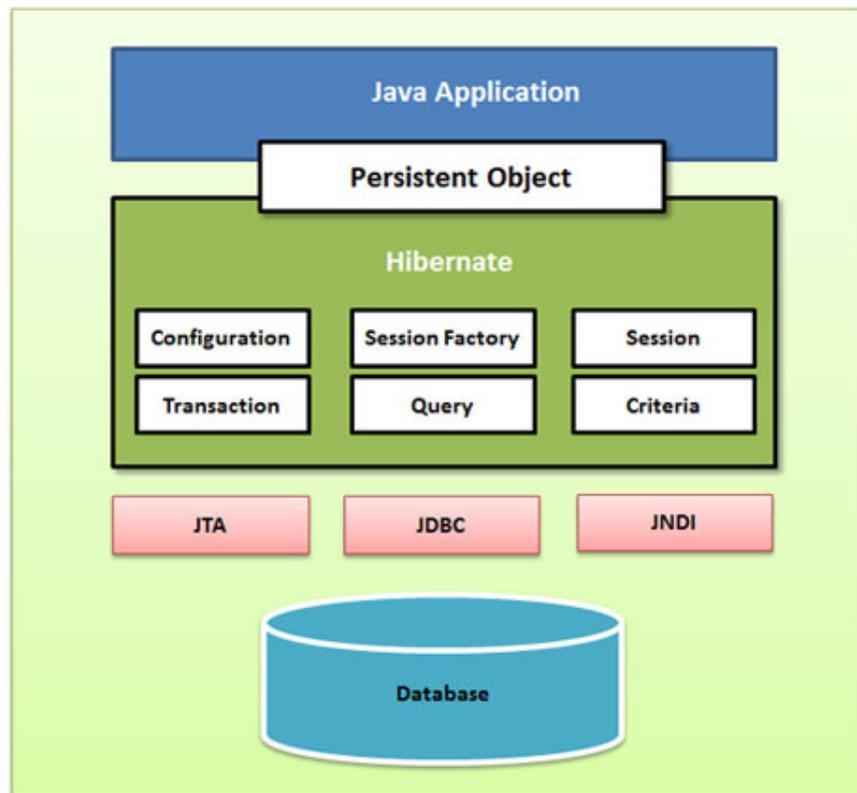 Java Application
Persistent Object
Hibernate
Configuration
Session Factory
Session
Transaction
Query
Criteria
JTA
JDBC
JNDI
Database